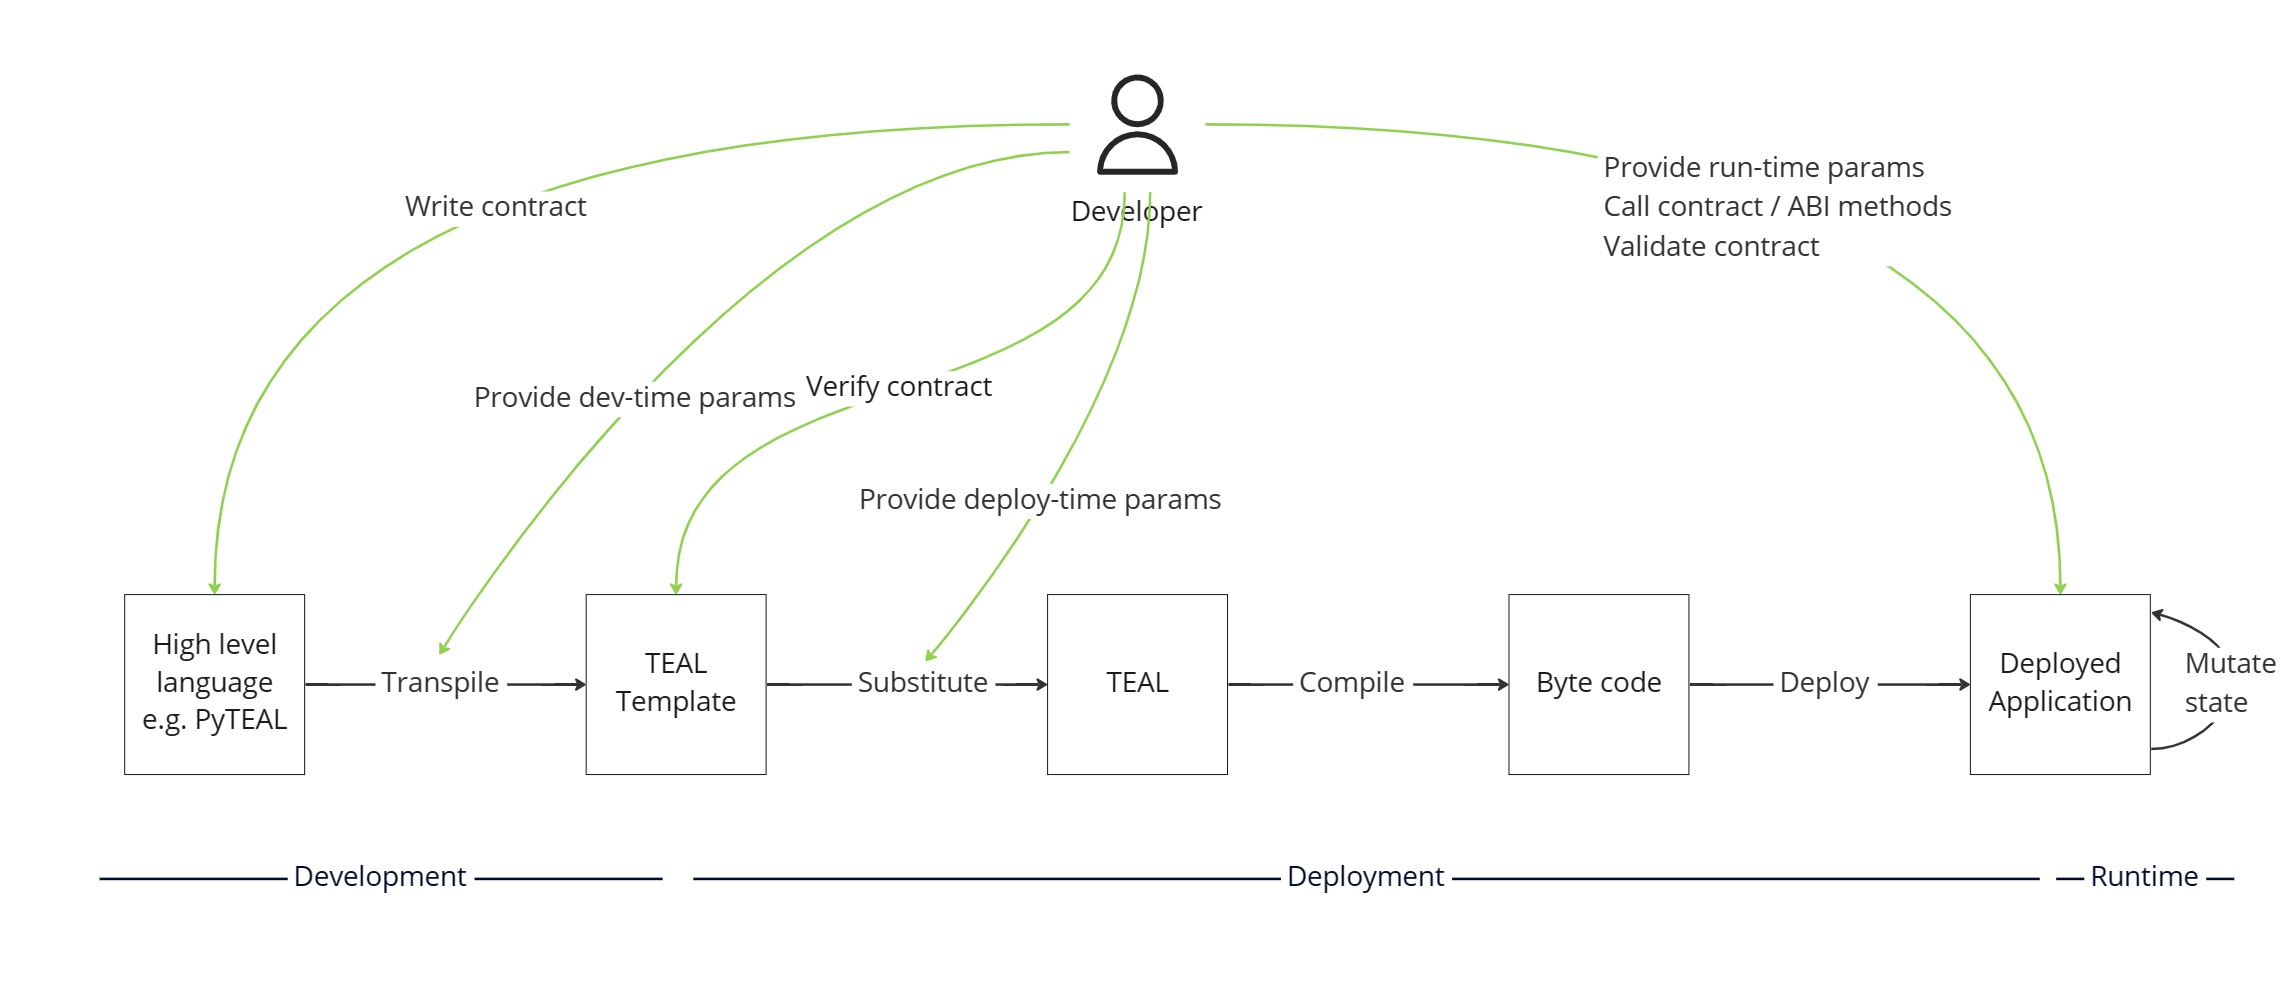 Developer
Write contract
Provide run-time params
Call contract / ABI methods
Validate contract
Provide dev-time params
Verify contract
Provide deploy-time params
High level
language
e.g. PyTEAL
Transpile
TEAL
Template
Substitute
TEAL
Compile
Byte code
Deploy
Deployed
Application
Mutate
state
Development
Deployment
Runtime